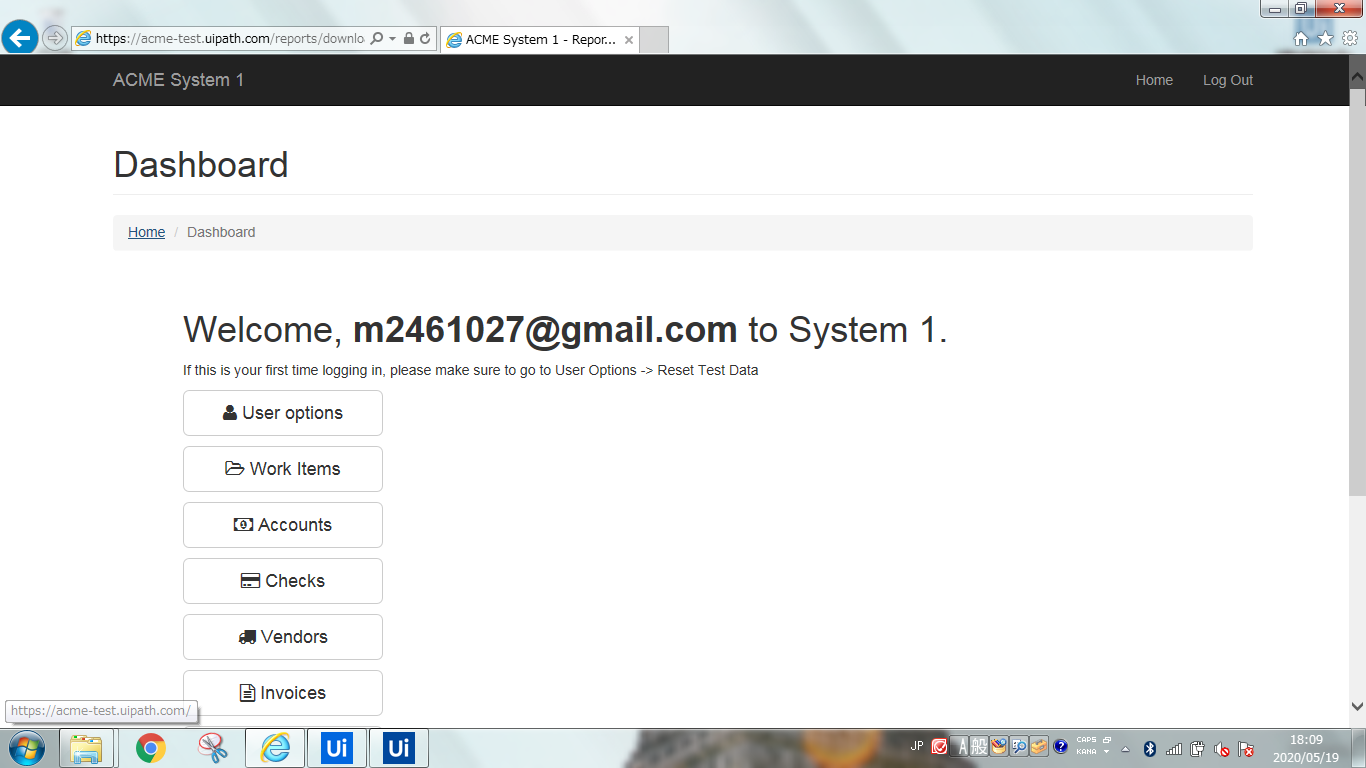 https://acme-test.uipath.com/reports/downlo
ACME System 1 - Repor...
ACME System 1
Home
Log Out
Dashboard
Home / Dashboard
Welcome, m2461027@gmail.com to System 1.
If this is your first time logging in, please make sure to go to User Options -> Reset Test Data
User options
Work Items
Accounts
Checks
Vendors
Invoices
https://acme-test.uipath.com/
Ui
Ui
JP
A 般
CAPS
KANA
18:09
2020/05/19